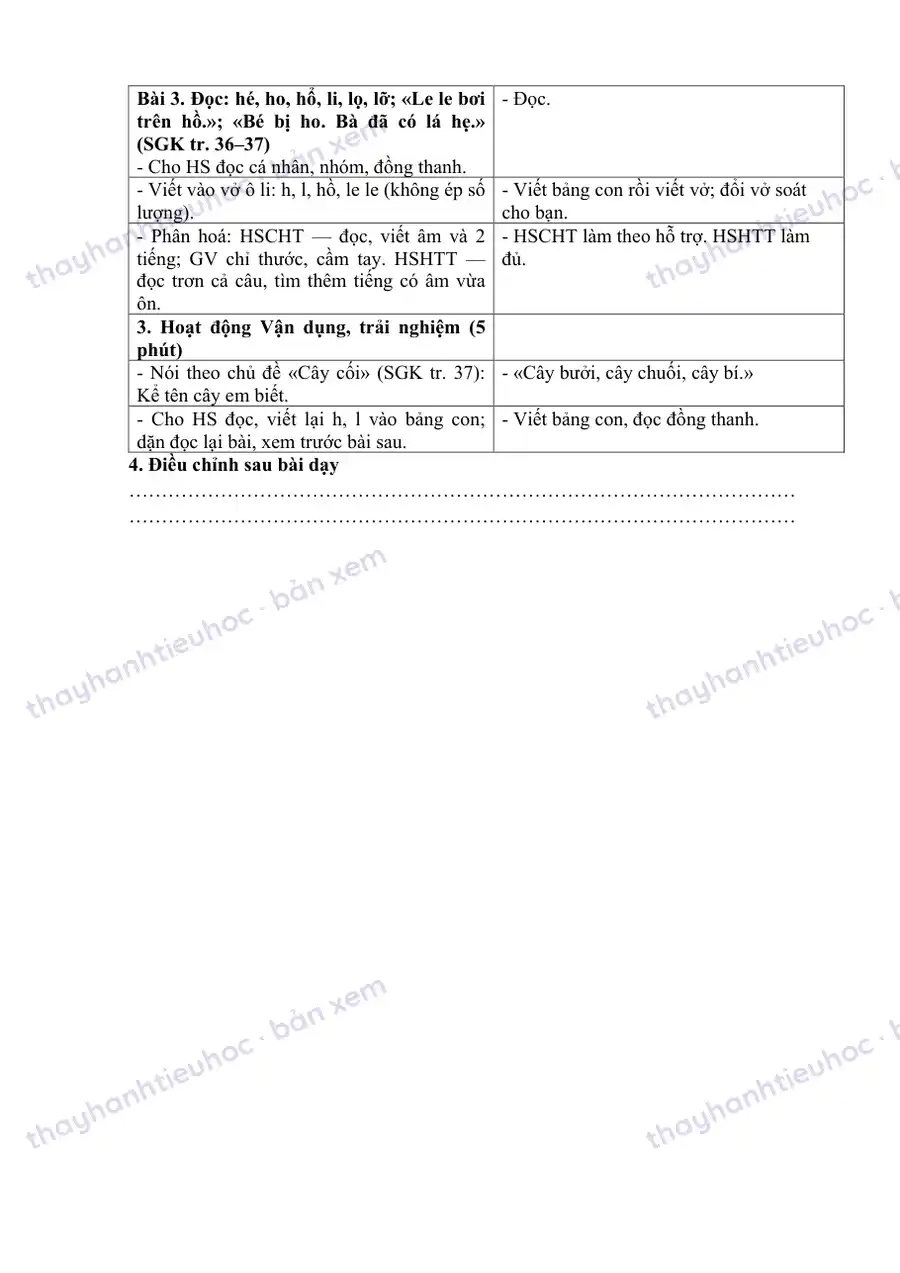 Bài 3. Đọc: hé, ho, hổ, li, lọ, lỡ; «Le le bơi
trên hồ.»; «Bé bị ho. Bà đã có lá hẹ.»
(SGK tr. 36–37)
- Cho HS đọc cá nhân, nhóm, đồng thanh.
- Đọc.
- Viết vào vở ô li: h, l, hồ, le le (không ép số
lượng).
- Viết bảng con rồi viết vở; đổi vở soát
cho bạn.
- Phân hoá: HSCHT — đọc, viết âm và 2
tiếng; GV chỉ thước, cầm tay. HSHTT —
đọc trơn cả câu, tìm thêm tiếng có âm vừa
ôn.
- HSCHT làm theo hỗ trợ. HSHTT làm
đủ.
3. Hoạt động Vận dụng, trải nghiệm (5
phút)
- Nói theo chủ đề «Cây cối» (SGK tr. 37):
Kể tên cây em biết.
- «Cây bưởi, cây chuối, cây bí.»
- Cho HS đọc, viết lại h, l vào bảng con;
dặn đọc lại bài, xem trước bài sau.
- Viết bảng con, đọc đồng thanh.
4. Điều chỉnh sau bài dạy
……………………………………………………………………………………………
……………………………………………………………………………………………
thayhanhtieuhoc · bản xem
thayhanhtieuhoc · b
thayhanhtieuhoc · bản xem
thayhanhtieuhoc · b
thayhanhtieuhoc · bản xem
thayhanhtieuhoc · b